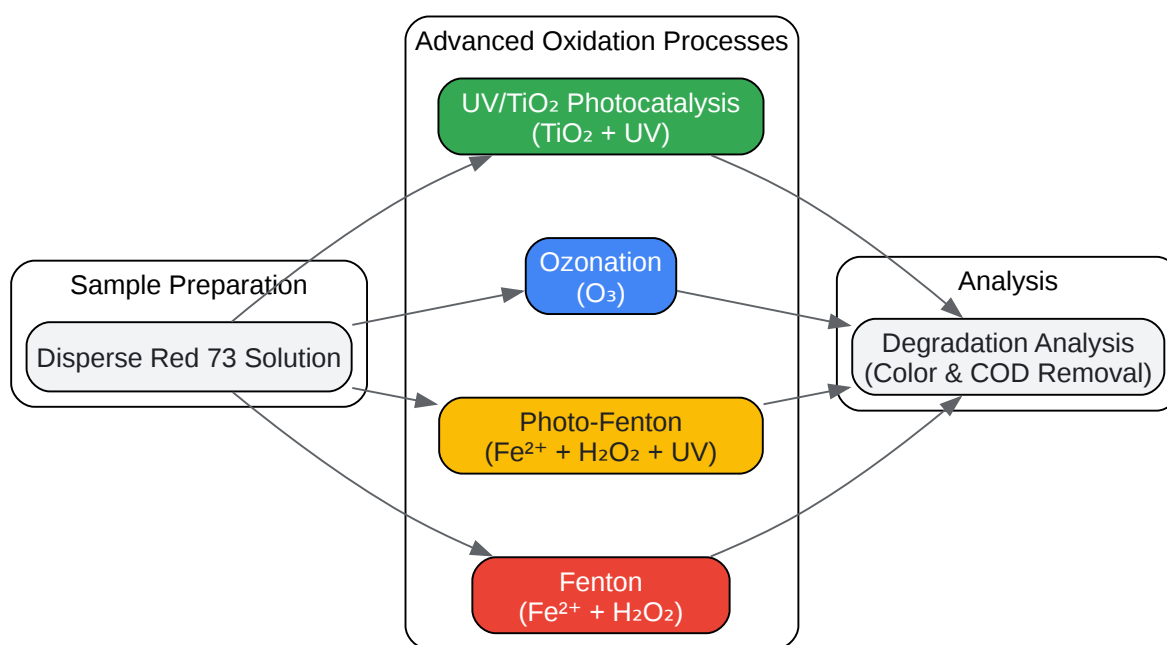 Advanced Oxidation Processes
UV/TiO₂ Photocatalysis
(TiO₂ + UV)
Ozonation
(O₃)
Sample Preparation
Disperse Red 73 Solution
Analysis
Degradation Analysis
(Color & COD Removal)
Photo-Fenton
(Fe²⁺ + H₂O₂ + UV)
Fenton
(Fe²⁺ + H₂O₂)